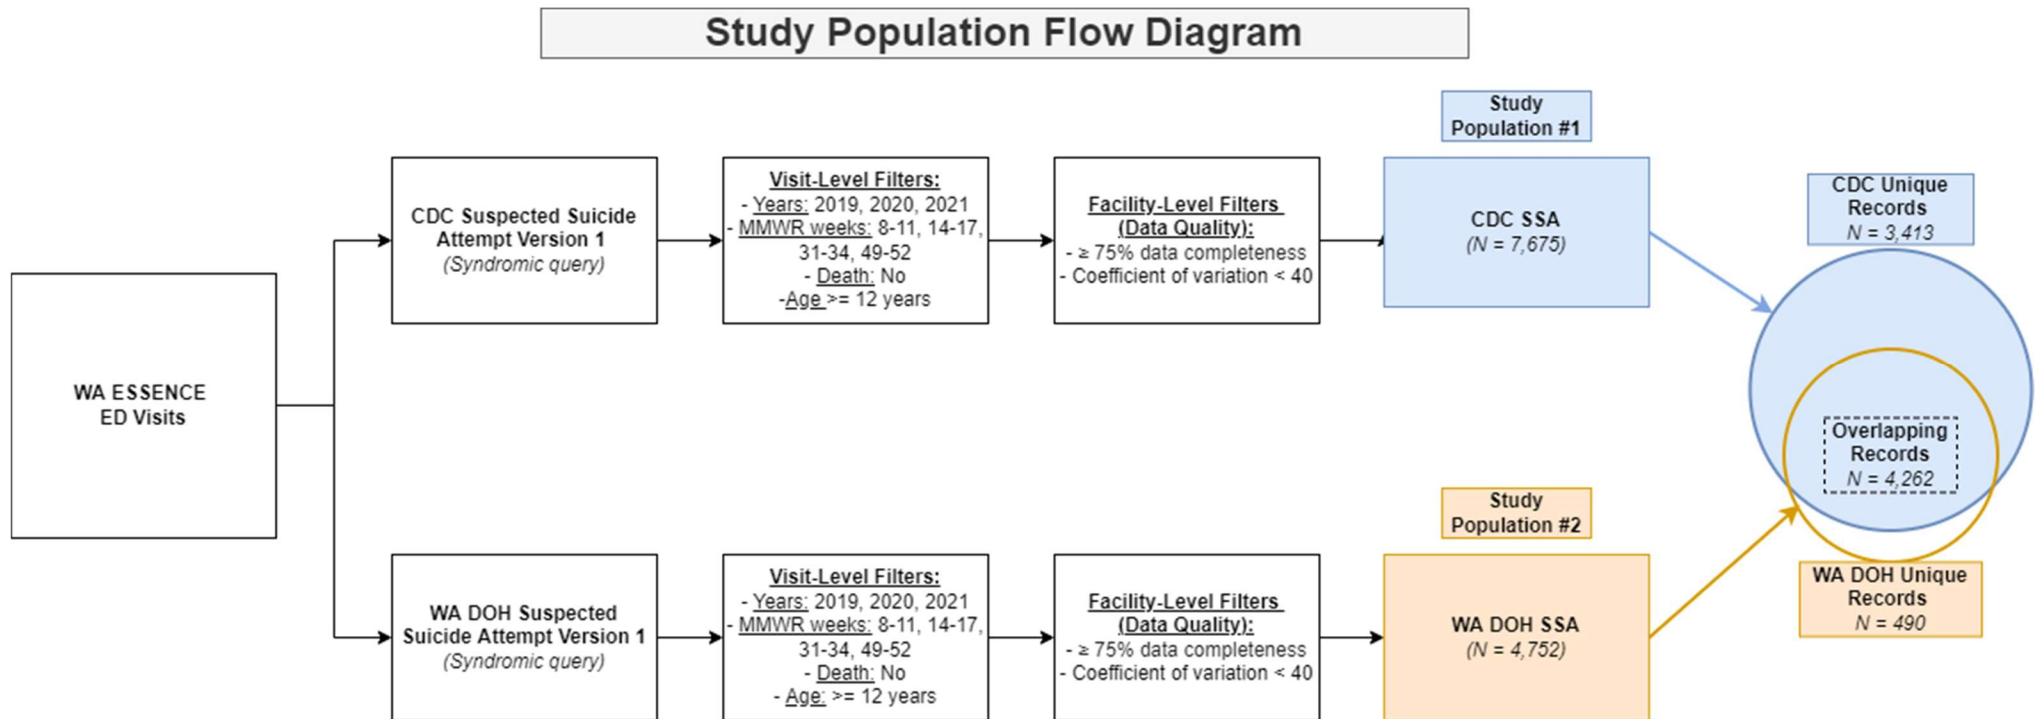 Study Population Flow Diagram
WA ESSENCE
ED Visits
CDC Suspected Suicide
Attempt Version 1
(Syndromic query)
Visit-Level Filters:
- Years: 2019, 2020, 2021
- MMWR weeks: 8-11, 14-17,
31-34, 49-52
- Death: No
-Age >= 12 years
Facility-Level Filters
(Data Quality):
- ≥ 75% data completeness
- Coefficient of variation < 40
Study
Population #1
CDC SSA
(N = 7,675)
CDC Unique
Records
N = 3,413
Overlapping
Records
N = 4,262
WA DOH Suspected
Suicide Attempt Version 1
(Syndromic query)
Visit-Level Filters:
- Years: 2019, 2020, 2021
- MMWR weeks: 8-11, 14-17,
31-34, 49-52
- Death: No
- Age: >= 12 years
Facility-Level Filters
(Data Quality):
- ≥ 75% data completeness
- Coefficient of variation < 40
Study
Population #2
WA DOH SSA
(N = 4,752)
WA DOH Unique
Records
N = 490